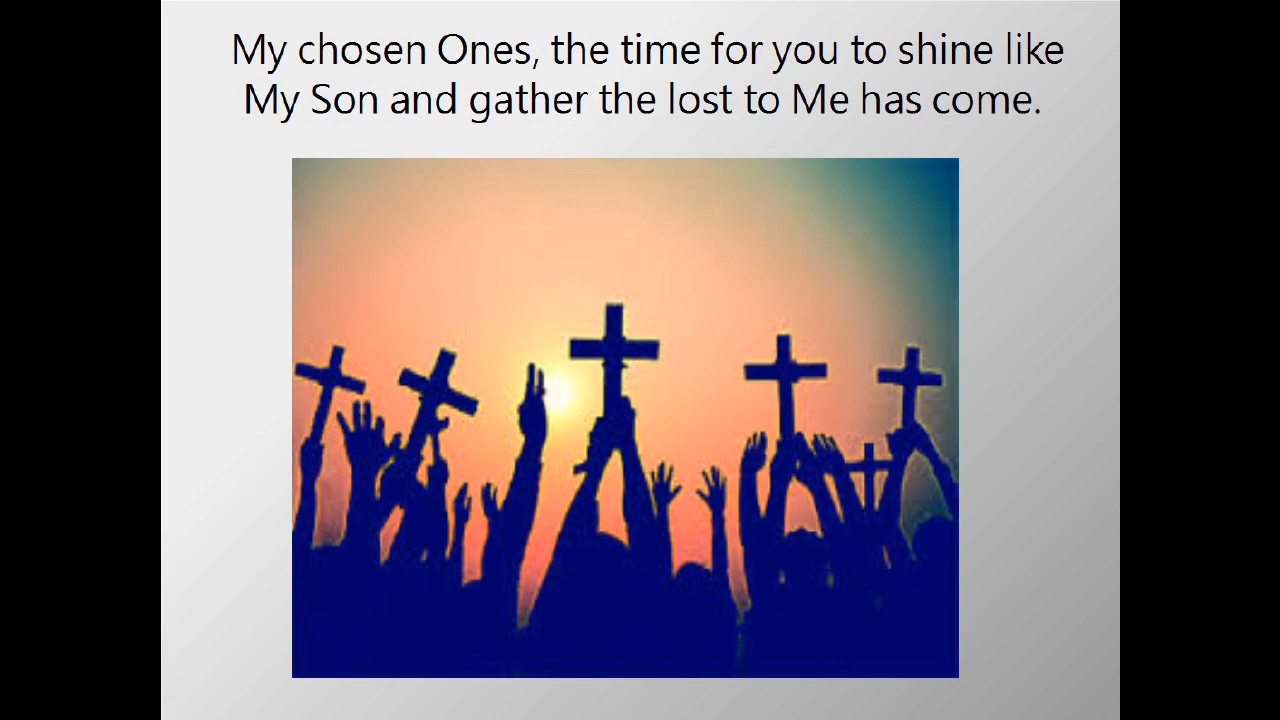 My chosen Ones, the time for you to shine like
My Son and gather the lost to Me has come.